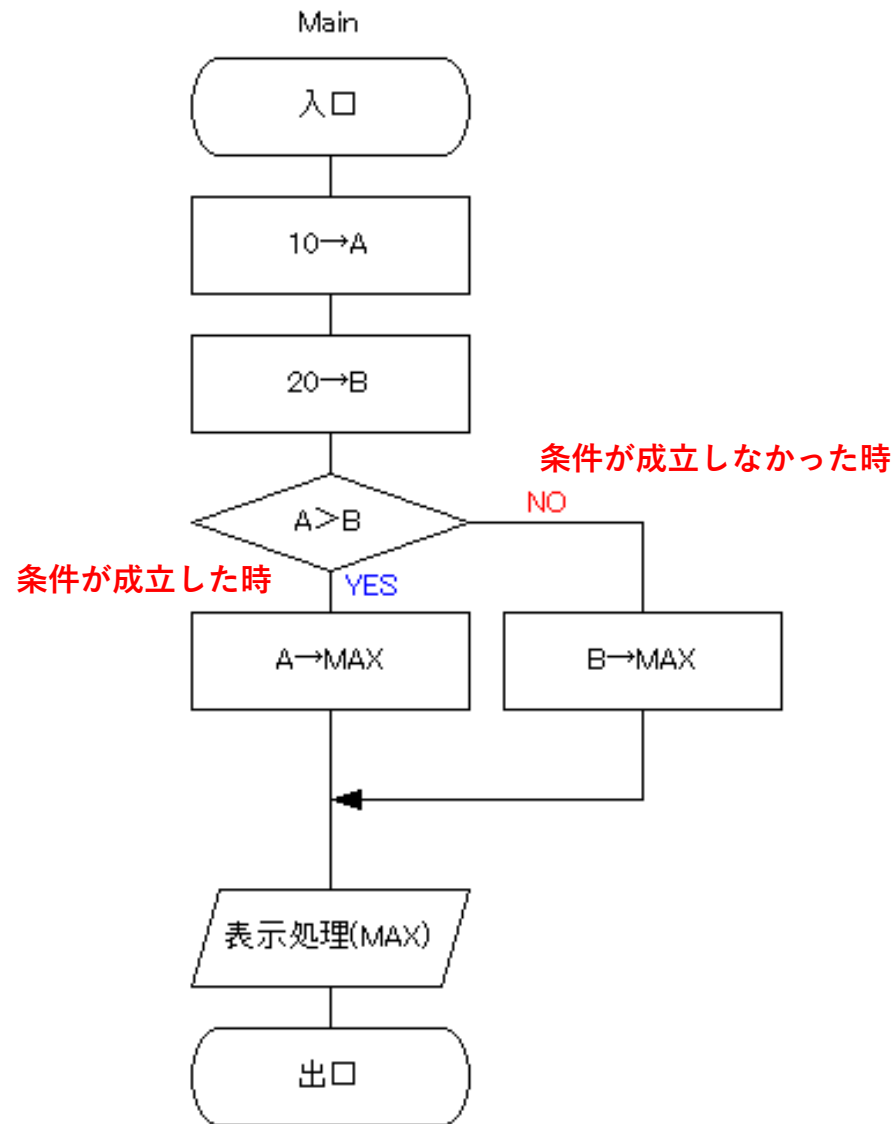 Main
入口
10→A
20→B
条件が成立しなかった時
A＞B
NO
条件が成立した時
YES
A→MAX
B→MAX
表示処理(MAX)
出口